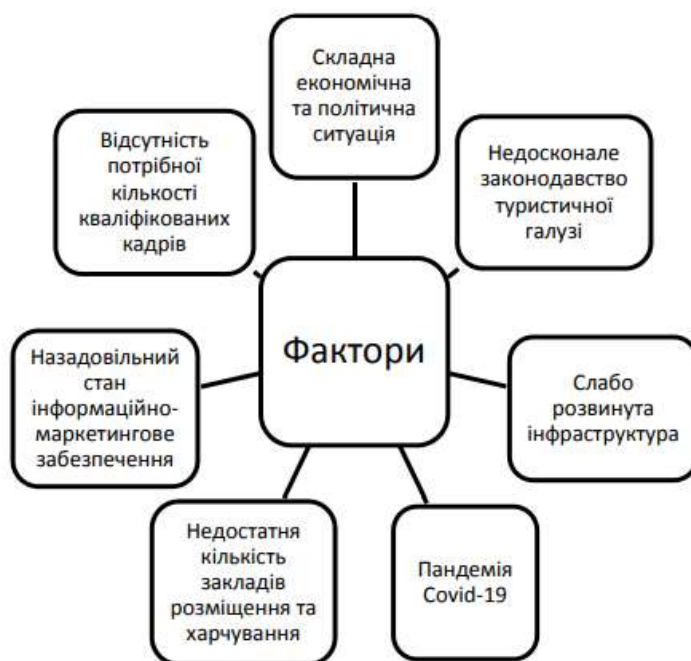 Складна
економічна
та політична
ситуація
Недосконале
законодавство
туристичної
галузі
Слабо
розвинута
інфраструктура
Пандемія
Covid-19
Недостатня
кількість
закладів
розміщення та
харчування
Назадовільний
стан
інформаційно-
маркетингове
забезпечення
Відсутність
потрібної
кількості
кваліфікованих
кадрів
Фактори